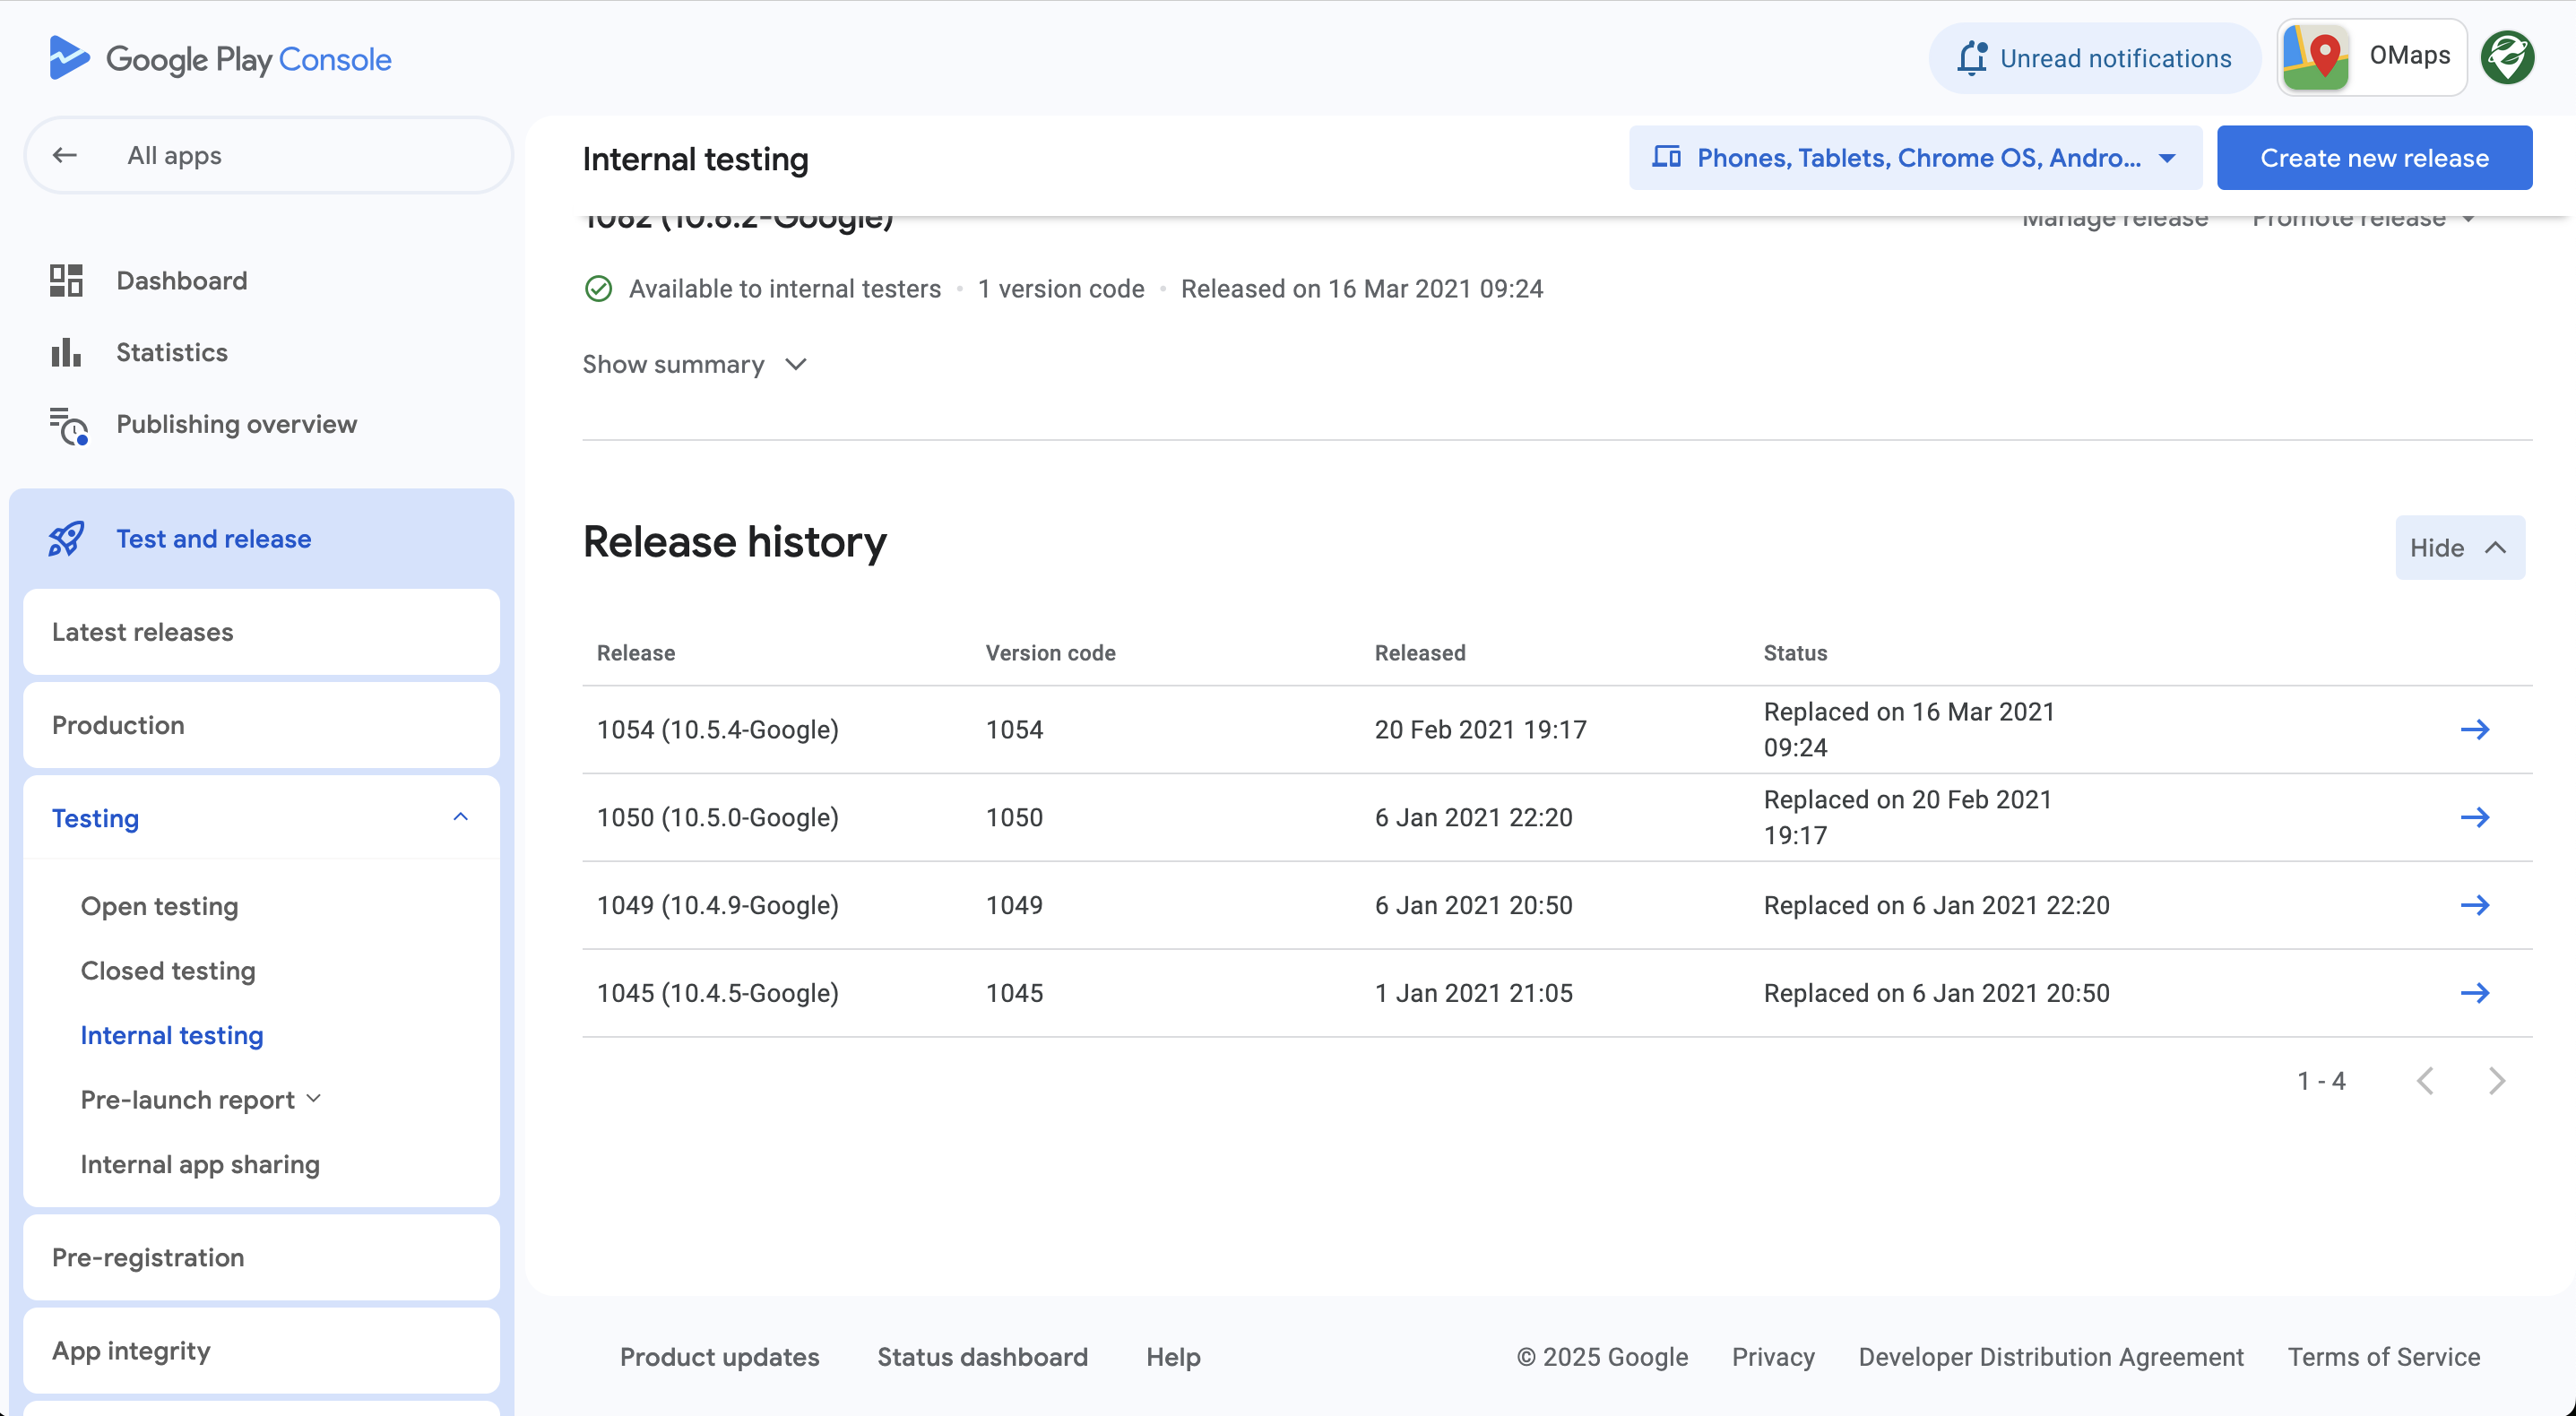 Google Play Console
Unread notifications
OMaps
All apps
Internal testing
Phones, Tablets, Chrome OS, Andro...
Create new release
1062 (10.6.2-Google)
Manage release
Promote release
Dashboard
Available to internal testers • 1 version code • Released on 16 Mar 2021 09:24
Statistics
Show summary
Publishing overview
Test and release
Release history
Hide
Latest releases
Release
Version code
Released
Status
Production
1054 (10.5.4-Google)
1054
20 Feb 2021 19:17
Replaced on 16 Mar 2021
09:24
Testing
1050 (10.5.0-Google)
1050
6 Jan 2021 22:20
Replaced on 20 Feb 2021
19:17
Open testing
1049 (10.4.9-Google)
1049
6 Jan 2021 20:50
Replaced on 6 Jan 2021 22:20
Closed testing
1045 (10.4.5-Google)
1045
1 Jan 2021 21:05
Replaced on 6 Jan 2021 20:50
Internal testing
Pre-launch report
1 - 4
Internal app sharing
Pre-registration
App integrity
Product updates
Status dashboard
Help
© 2025 Google
Privacy
Developer Distribution Agreement
Terms of Service